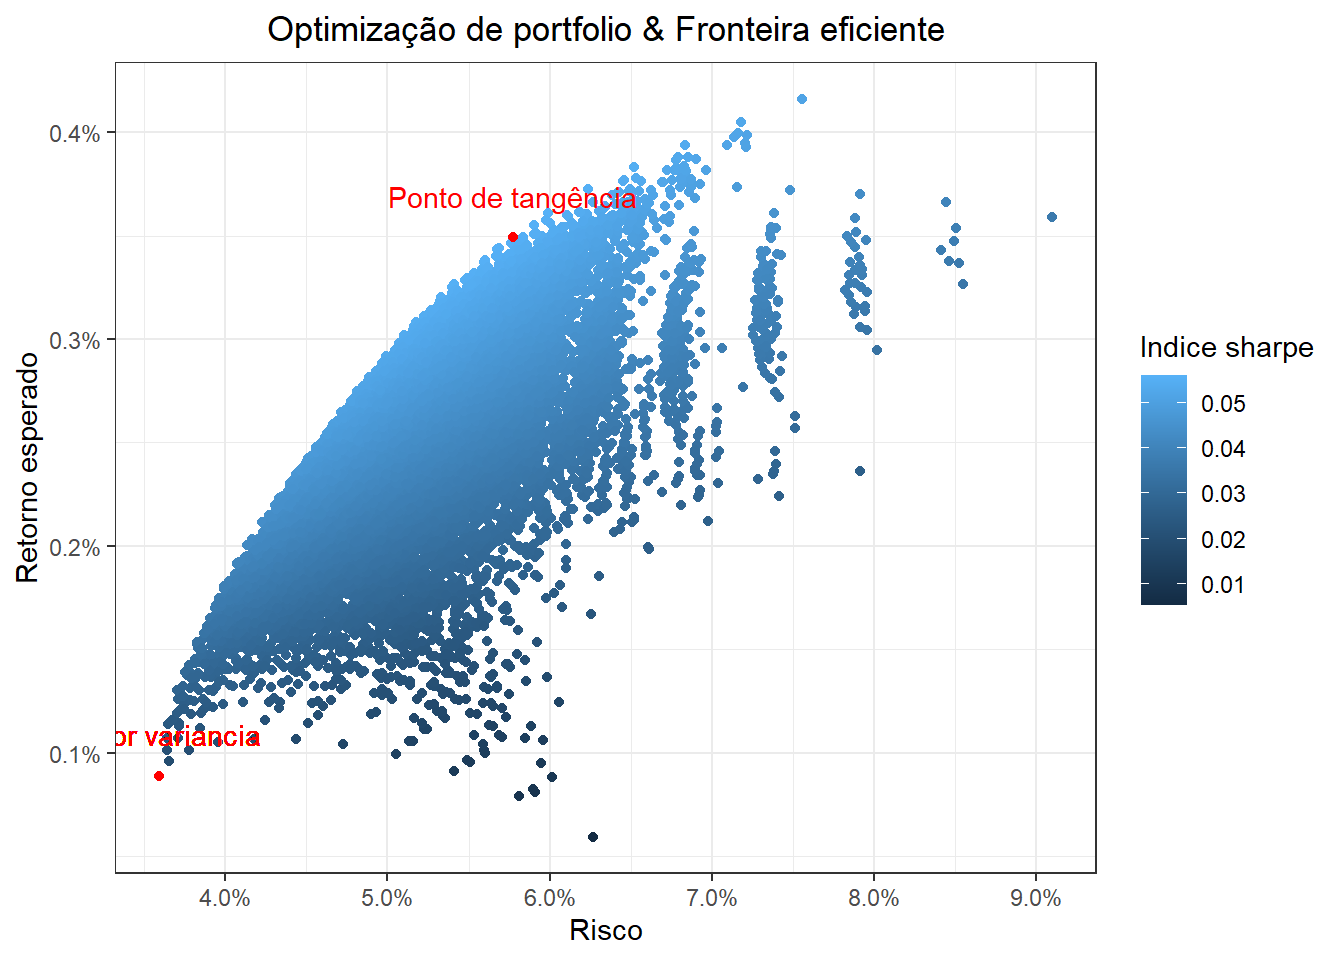 Optimização de portfolio & Fronteira eficiente
Retorno esperado
0.4%
0.3%
0.2%
0.1%
Ponto de tangência
or variancia
4.0%
5.0%
6.0%
7.0%
8.0%
9.0%
Risco
Indice sharpe
0.05
0.04
0.03
0.02
0.01